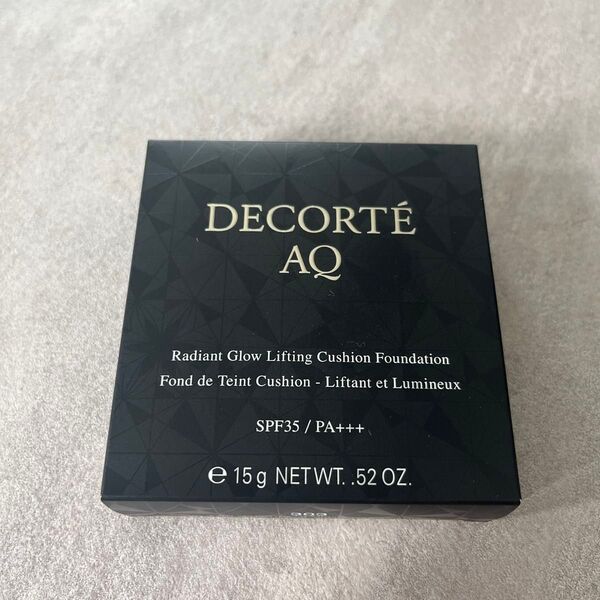 DECORTÉ
AQ
Radiant Glow Lifting Cushion Foundation
Fond de Teint Cushion - Liftant et Lumineux
SPF35 / PA+++
℮ 15 g NET WT. .52 OZ.